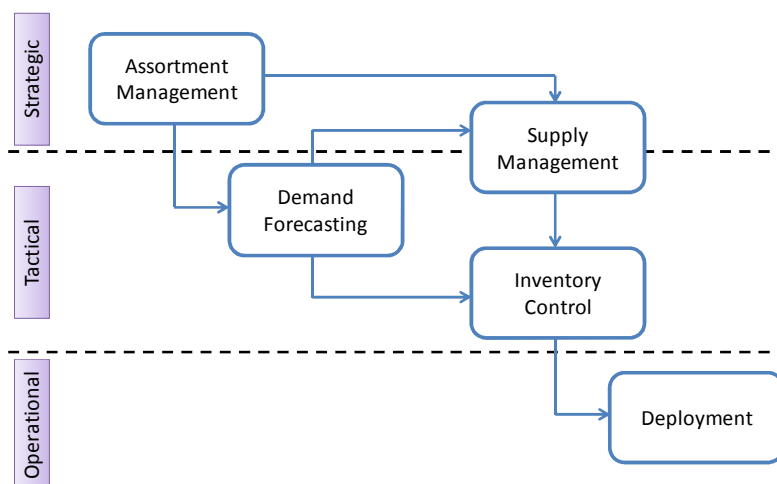 Strategic
Assortment
Management
Supply
Management
Tactical
Demand
Forecasting
Inventory
Control
Operational
Deployment